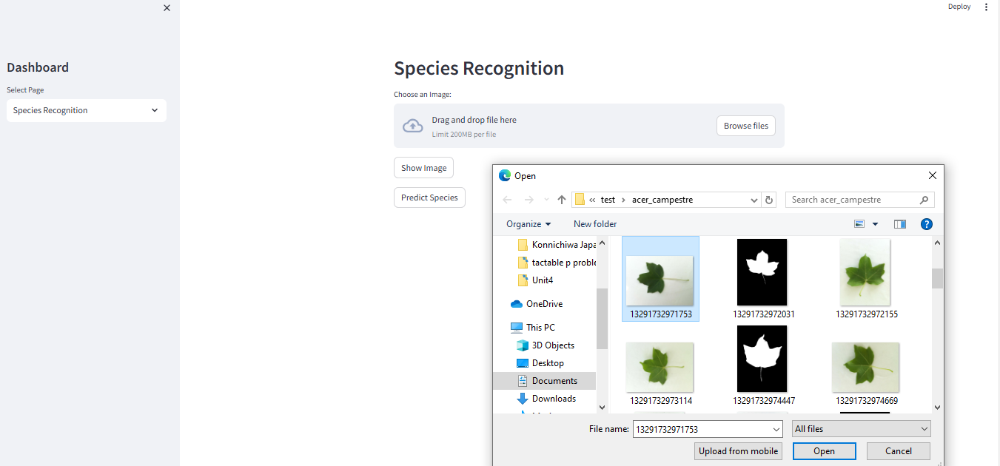 Deploy
Dashboard
Select Page
Species Recognition
Species Recognition
Choose an Image:
Drag and drop file here
Limit 200MB per file
Browse files
Show Image
Predict Species
Open
« test › acer_campestre
Search acer_campestre
Organize
New folder
?
Konnichiwa Japa
tactable p proble
Unit4
OneDrive
This PC
3D Objects
Desktop
Documents
Downloads
13291732971753
13291732972031
13291732972155
13291732973114
13291732974447
13291732974669
File name: 13291732971753
All files
Upload from mobile
Open
Cancel